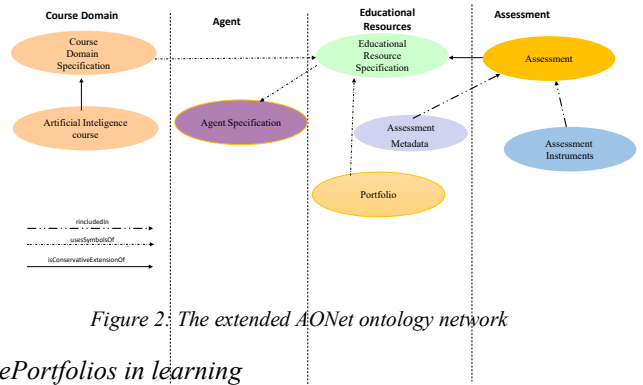 Course Domain
Agent
Educational
Resources
Assessment
Course
Domain
Specification
Educational
Resource
Specification
Assessment
Artificial Inteligence
course
Agent Specification
Assessment
Metadata
Assessment
Instruments
Portfolio
rincludedIn
usesSymbolsOf
isConservativeExtensionOf
Figure 2: The extended AONet ontology network
ePortfolios in learning